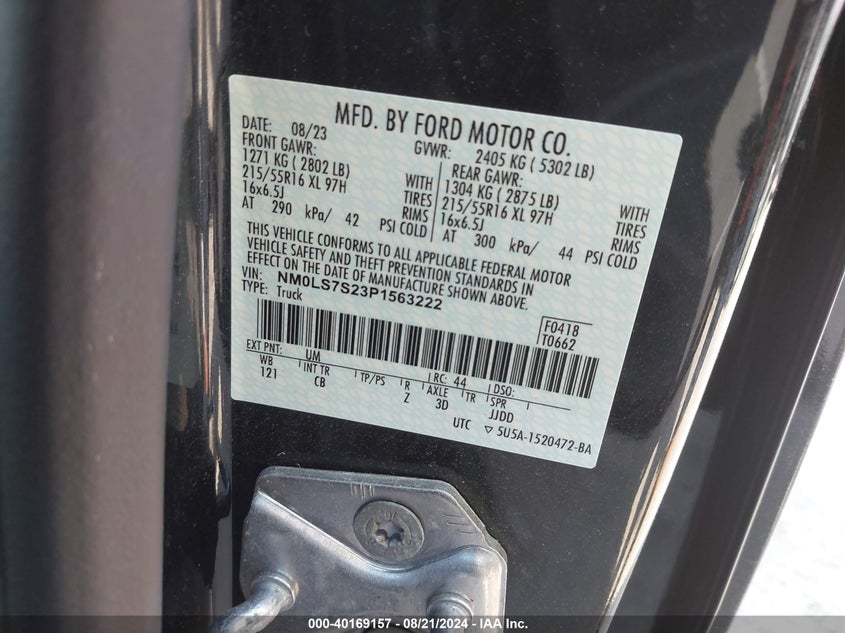 MFD. BY FORD MOTOR CO.
DATE: 08/23 GVWR: 2405 KG ( 5302 LB)
FRONT GAWR: REAR GAWR:
1271 KG ( 2802 LB) WITH 1304 KG ( 2875 LB) WITH
215/55R16 XL 97H TIRES 215/55R16 XL 97H TIRES
16x6.5J RIMS 16x6.5J RIMS
AT 290 kPa/ 42 PSI COLD AT 300 kPa/ 44 PSI COLD
THIS VEHICLE CONFORMS TO ALL APPLICABLE FEDERAL MOTOR
VEHICLE SAFETY AND THEFT PREVENTION STANDARDS IN
EFFECT ON THE DATE OF MANUFACTURE SHOWN ABOVE.
VIN: NM0LS7S23P1563222
TYPE: Truck
F0418
T0662
EXT PNT: UM RC: 44 DSO:
WB INT TR TP/PS R AXLE TR SPR
121 CB Z 3D JJDD
UTC ▽ 5U5A-1520472-BA
000-40169157 - 08/21/2024 - IAA Inc.